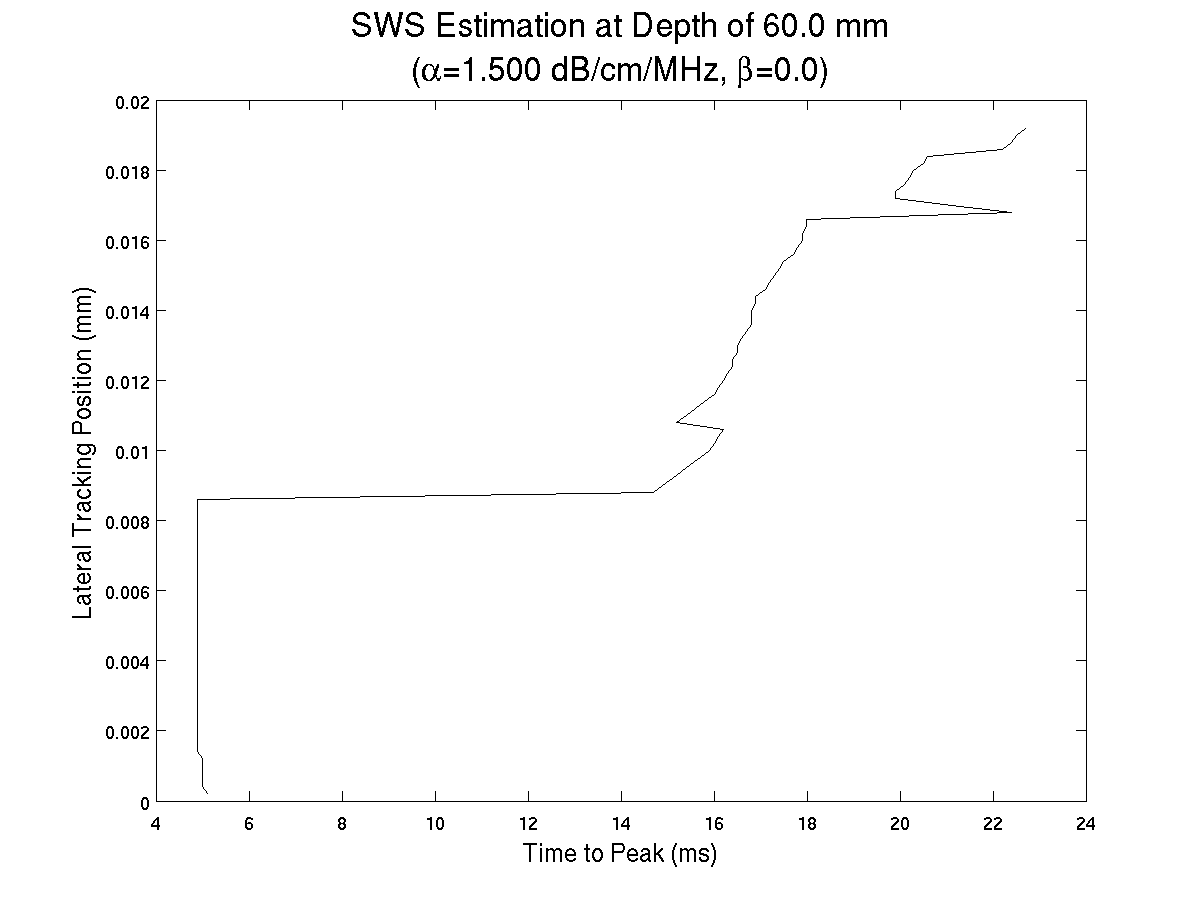 SWS Estimation at Depth of 60.0 mm
(α=1.500 dB/cm/MHz, β=0.0)
0.02
0.018
0.016
0.014
0.012
0.01
0.008
0.006
0.004
0.002
0
Lateral Tracking Position (mm)
4 6 8 10 12 14 16 18 20 22 24
Time to Peak (ms)